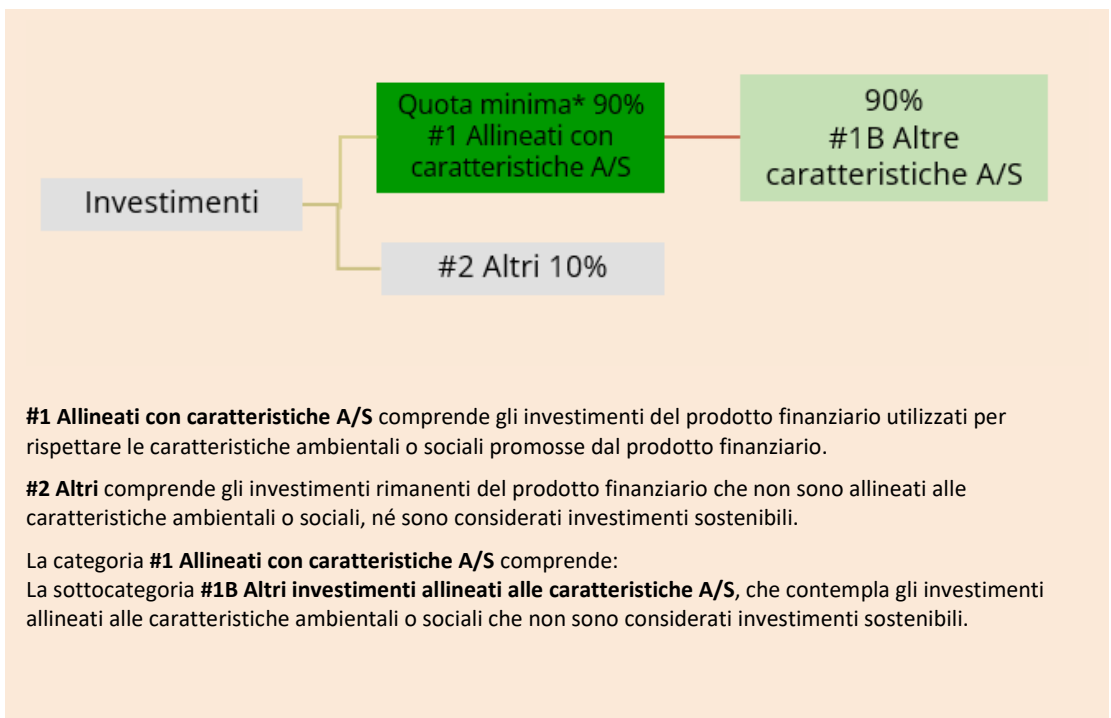 Quota minima* 90%
#1 Allineati con
caratteristiche A/S
90%
#1B Altre
caratteristiche A/S
Investimenti
#2 Altri 10%
#1 Allineati con caratteristiche A/S comprende gli investimenti del prodotto finanziario utilizzati per
rispettare le caratteristiche ambientali o sociali promosse dal prodotto finanziario.
#2 Altri comprende gli investimenti rimanenti del prodotto finanziario che non sono allineati alle
caratteristiche ambientali o sociali, né sono considerati investimenti sostenibili.
La categoria #1 Allineati con caratteristiche A/S comprende:
La sottocategoria #1B Altri investimenti allineati alle caratteristiche A/S, che contempla gli investimenti
allineati alle caratteristiche ambientali o sociali che non sono considerati investimenti sostenibili.